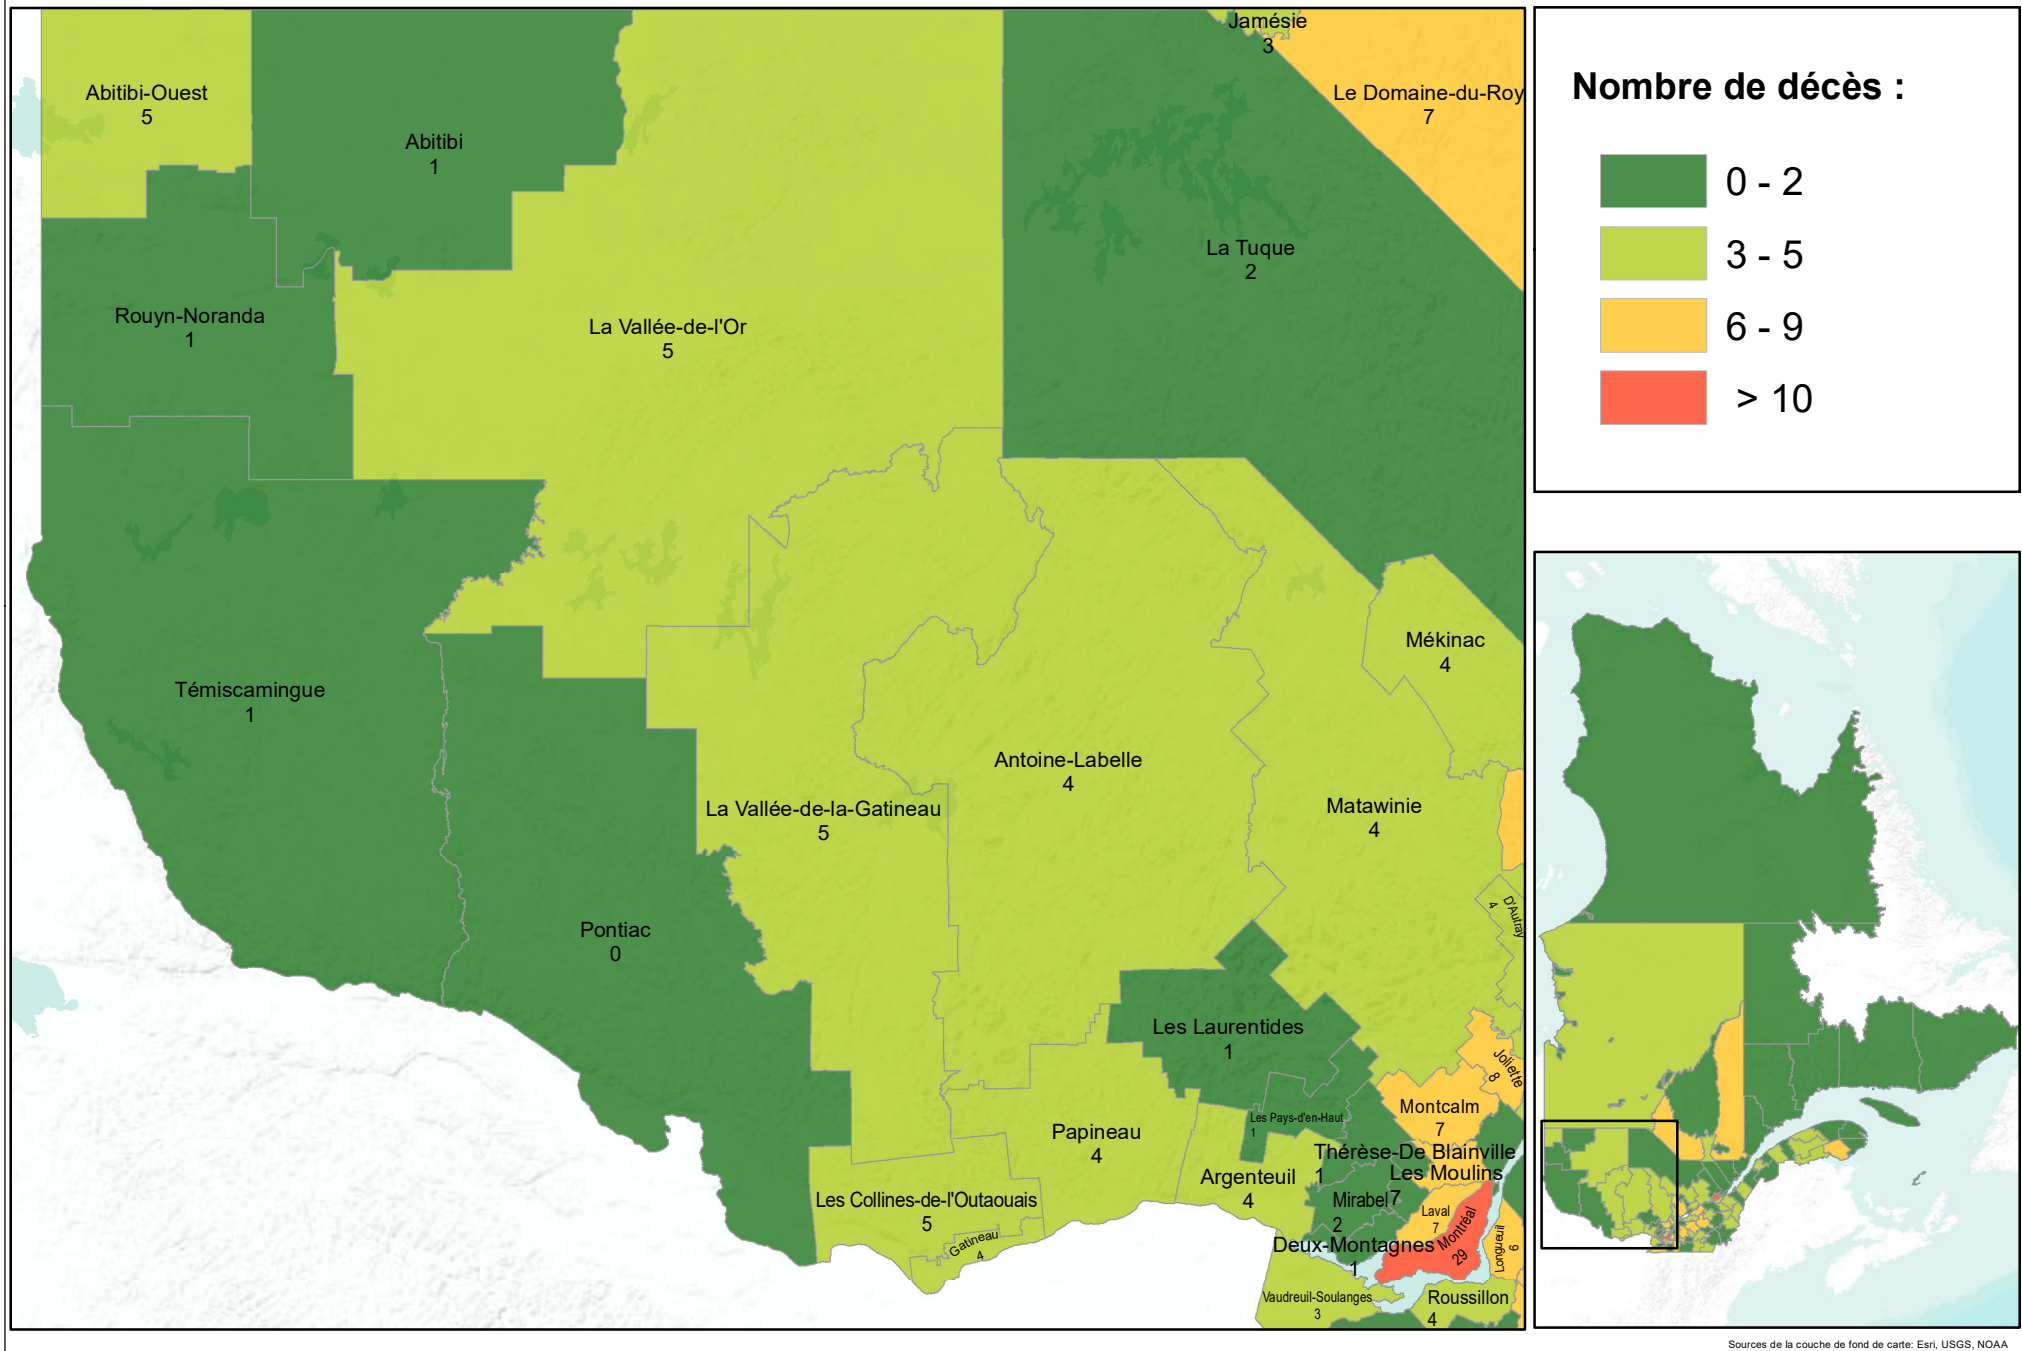 Jamésie
3
Abitibi-Ouest
5
Le Domaine-du-Roy
7
Abitibi
1
La Tuque
2
Rouyn-Noranda
1
La Vallée-de-l'Or
5
Mékinac
4
Témiscamingue
1
Antoine-Labelle
4
La Vallée-de-la-Gatineau
5
Matawinie
4
D'Autray
4
Pontiac
0
Les Laurentides
1
Joliette
8
Montcalm
7
Les Pays-d'en-Haut
1
Papineau
4
Thérèse-De Blainville
1
Les Moulins
7
Argenteuil
4
Mirabel
2
Les Collines-de-l'Outaouais
5
Laval
7
Montréal
29
Gatineau
4
Deux-Montagnes
1
Longueuil
9
Vaudreuil-Soulanges
3
Roussillon
4
Nombre de décès :
0 - 2
3 - 5
6 - 9
> 10
Sources de la couche de fond de carte: Esri, USGS, NOAA